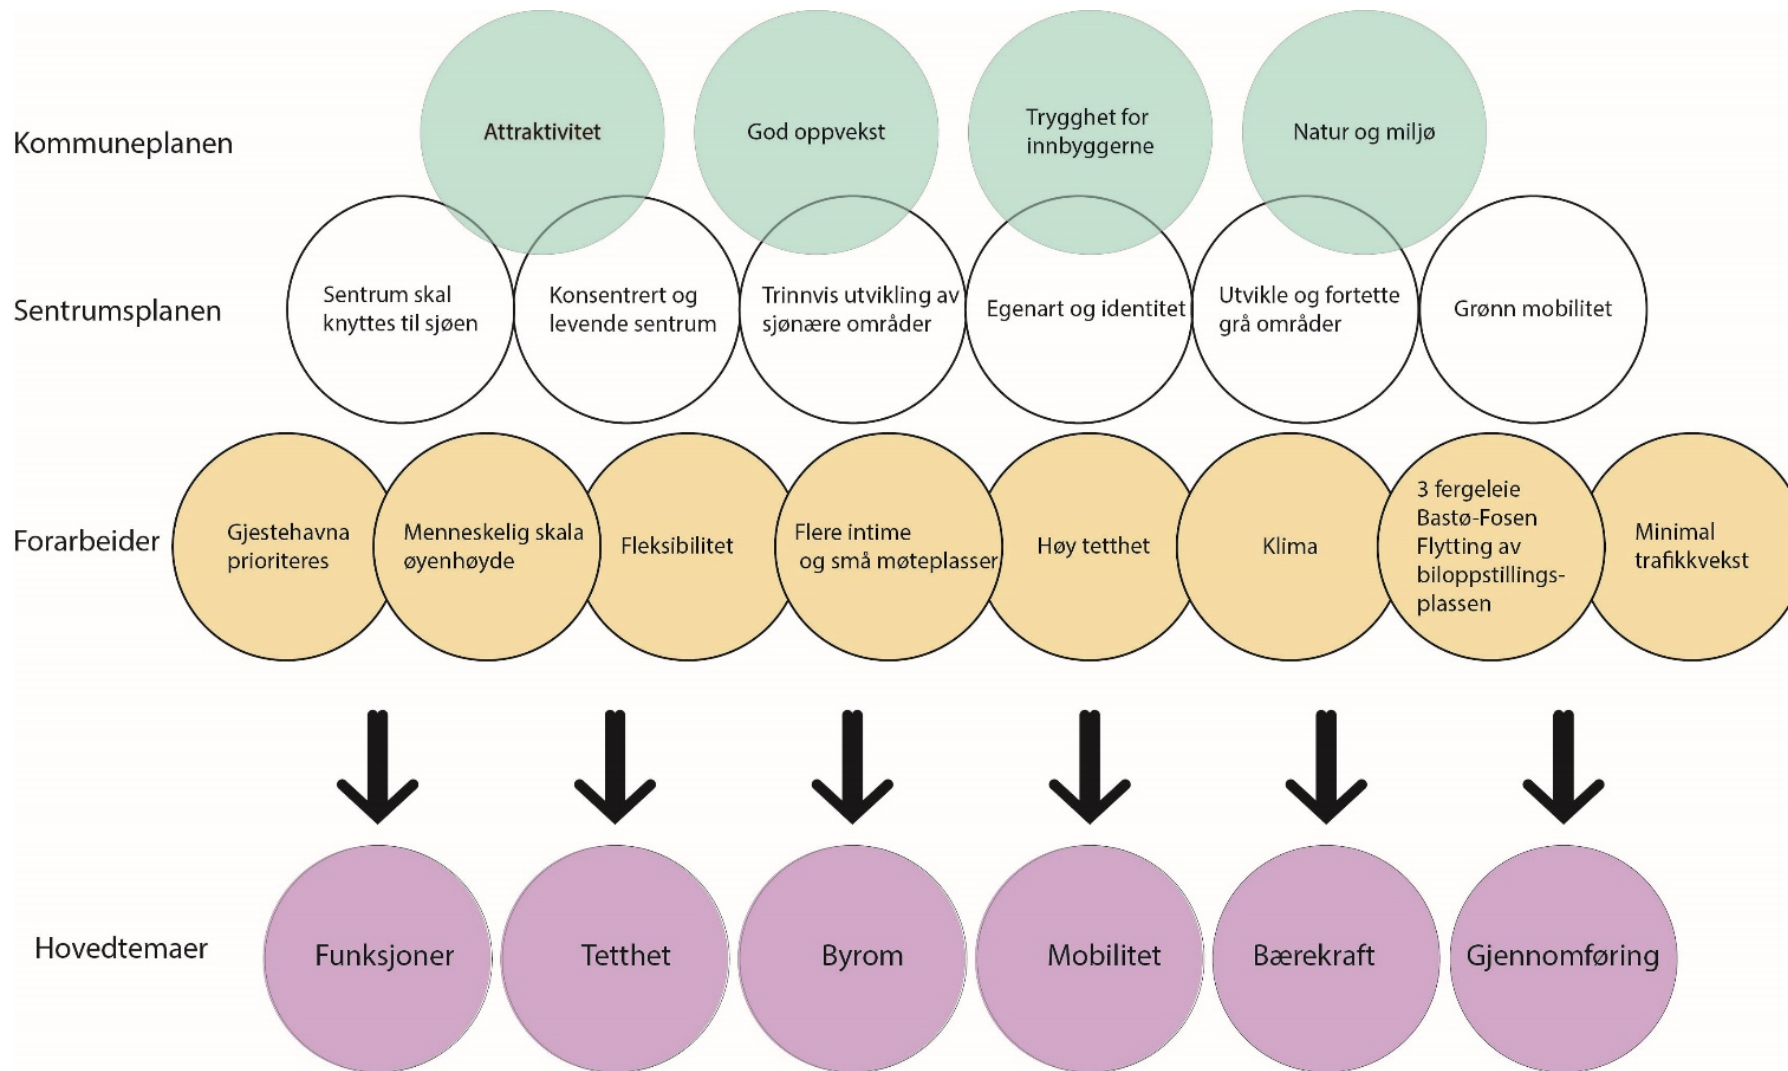 Kommuneplanen
Attraktivitet
God oppvekst
Trygghet for
innbyggerne
Natur og miljø
Sentrumsplanen
Sentrum skal
knyttes til sjøen
Konsentrert og
levende sentrum
Trinnvis utvikling av
sjønære områder
Egenart og identitet
Utvikle og fortette
grå områder
Grønn mobilitet
Forarbeider
Gjestehavna
prioriteres
Menneskelig skala
øyenhøyde
Fleksibilitet
Flere intime
og små møteplasser
Høy tetthet
Klima
3 fergeleie
Bastø-Fosen
Flytting av
biloppstillings-
plassen
Minimal
trafikkvekst
Hovedtemaer
Funksjoner
Tetthet
Byrom
Mobilitet
Bærekraft
Gjennomføring